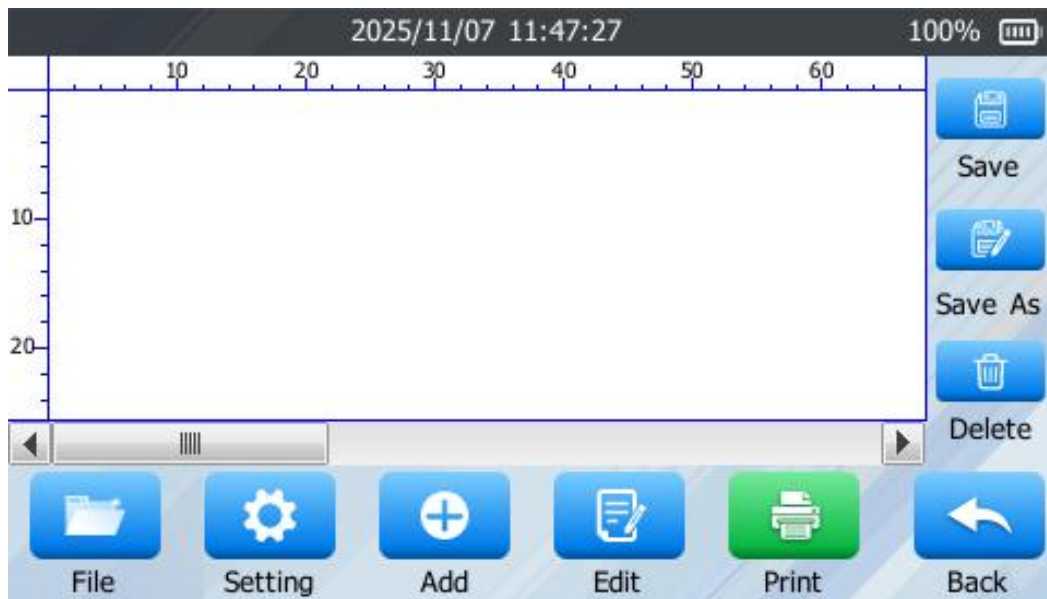 2025/11/07 11:47:27 100%
10 20 30 40 50 60
Save
10
Save As
20
Delete
File Setting Add Edit Print Back